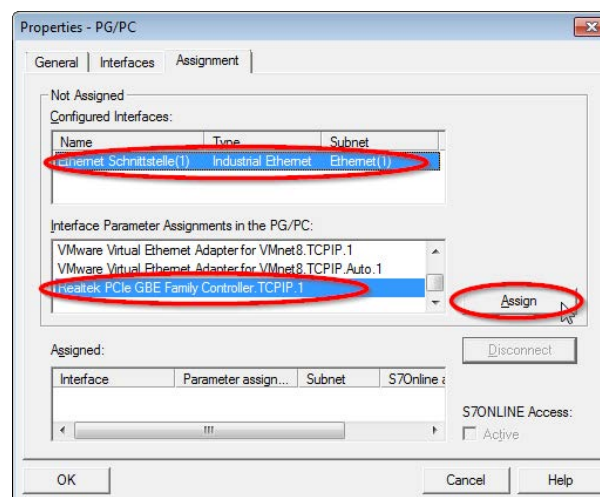 Properties - PG/PC
General Interfaces Assignment
Not Assigned
Configured Interfaces:
Name Type Subnet
Ethernet Schnittstelle(1) Industrial Ethernet Ethernet(1)
Interface Parameter Assignments in the PG/PC:
VMware Virtual Ethernet Adapter for VMnet8.TCPIP.1
VMware Virtual Ethernet Adapter for VMnet8.TCPIP.Auto.1
Realtek PCIe GBE Family Controller.TCPIP.1
Assign
Assigned:
Disconnect
Interface Parameter assign... Subnet S7Online a
S7ONLINE Access:
Active
OK Cancel Help